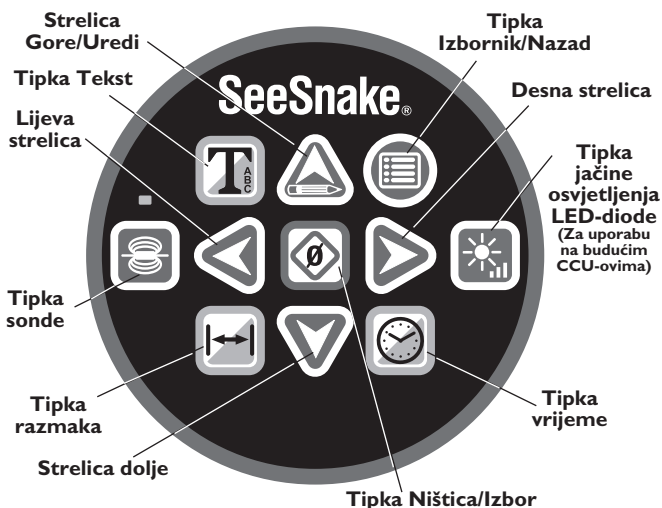 Strelica
Gore/Uredi
Tipka Tekst
Lijeva
strelica
Tipka
Izbornik/Nazad
Desna strelica
Tipka
jačine
osvjetljenja
LED-diode
(Za uporabu
na budućim
CCU-ovima)
SeeSnake®
T
A
B
C
Ø
Tipka
sonde
Tipka
razmaka
Strelica dolje
Tipka
vrijeme
Tipka Ništica/Izbor